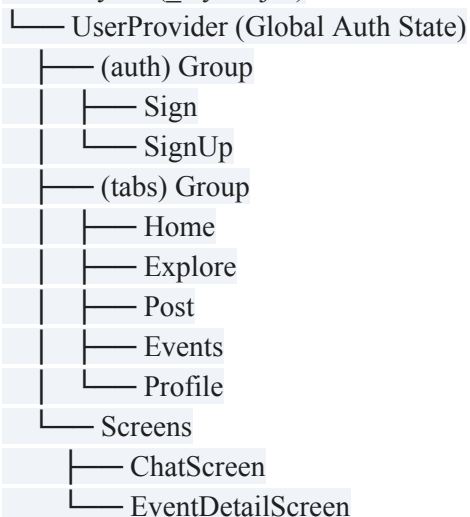 └── UserProvider (Global Auth State)
├── (auth) Group
│ ├── Sign
│ └── SignUp
├── (tabs) Group
│ ├── Home
│ ├── Explore
│ ├── Post
│ ├── Events
│ └── Profile
└── Screens
├── ChatScreen
└── EventDetailScreen